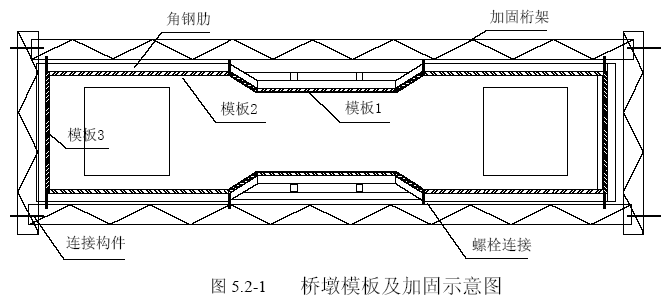 角钢肋
加固桁架
模板2
模板1
模板3
连接构件
螺栓连接
图 5.2-1 桥墩模板及加固示意图